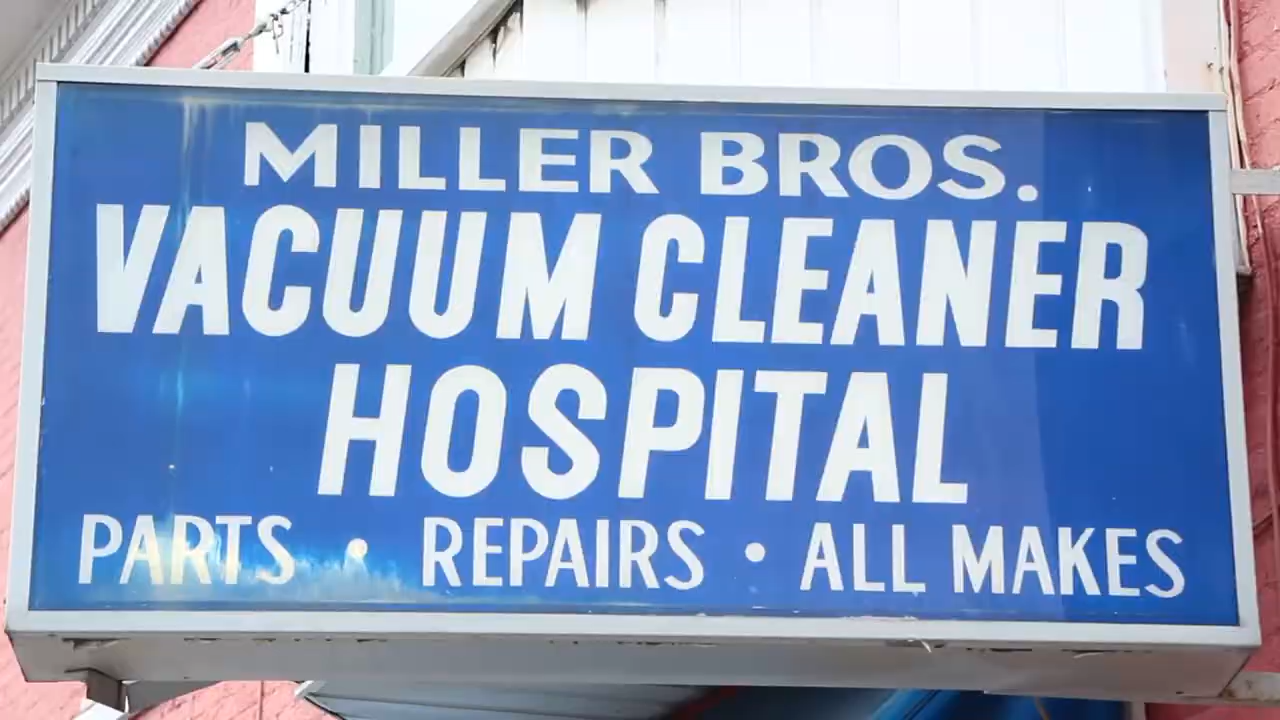 MILLER BROS.
VACUUM CLEANER
HOSPITAL
PARTS • REPAIRS • ALL MAKES